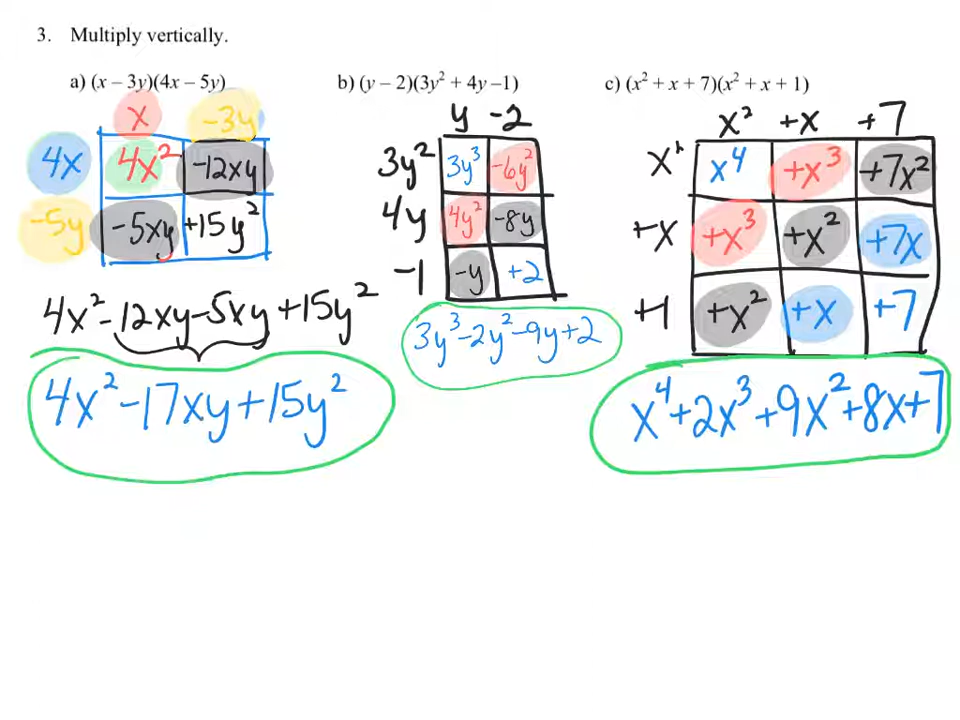 3. Multiply vertically.
a) (x – 3y)(4x – 5y)
x -3y
4x 4x² -12xy
-5y -5xy +15y²
4x² -12xy -5xy +15y²
4x² -17xy +15y²
b) (y – 2)(3y² + 4y –1)
y -2
3y² 3y³ -6y²
4y 4y² -8y
-1 -y +2
3y³ -2y² -9y +2
c) (x² + x + 7)(x² + x + 1)
x² +x +7
x⁴ +x³ +7x²
+x +x³ +x² +7x
+1 +x² +x +7
x⁴ +2x³ +9x² +8x +7